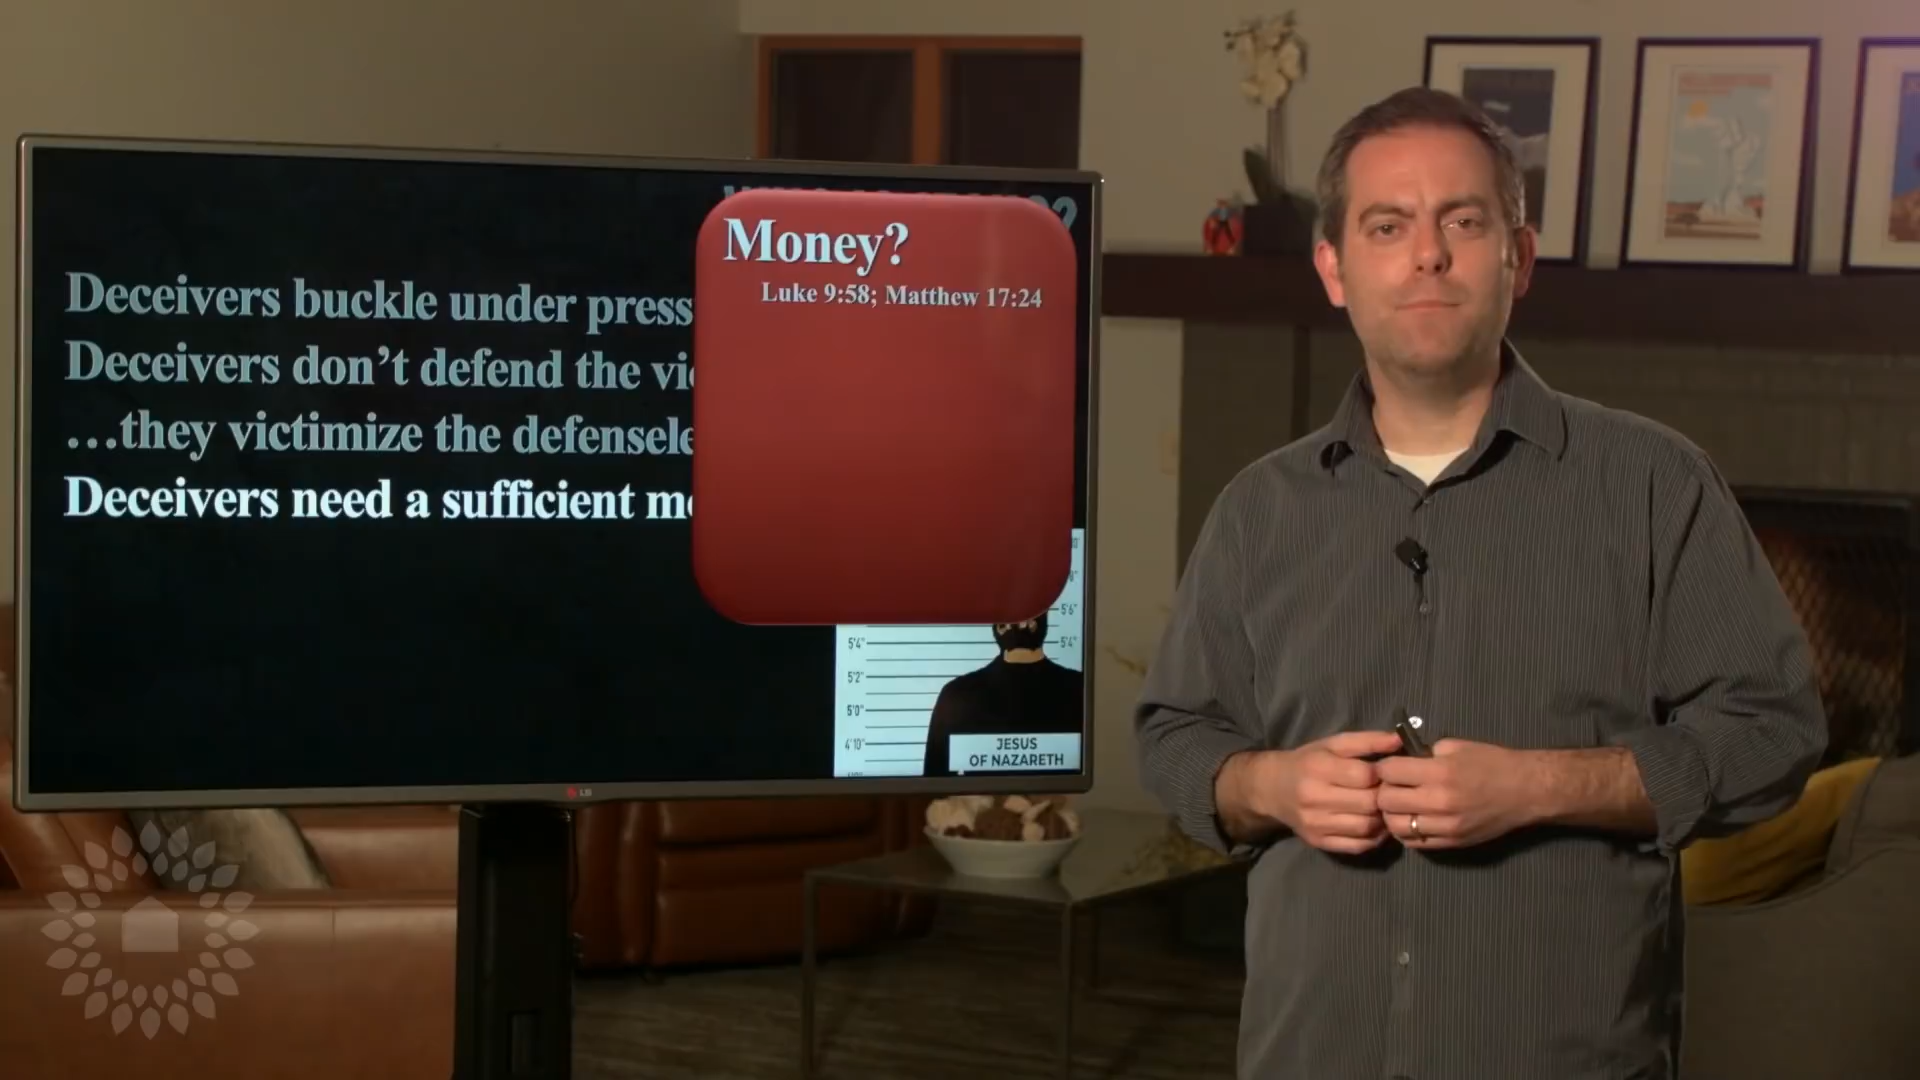 Money?
Luke 9:58; Matthew 17:24
Deceivers buckle under press
Deceivers don't defend the vi
…they victimize the defensele
Deceivers need a sufficient m
5'6"
5'4"
5'4"
5'2"
5'0"
4'10"
JESUS
OF NAZARETH
LG